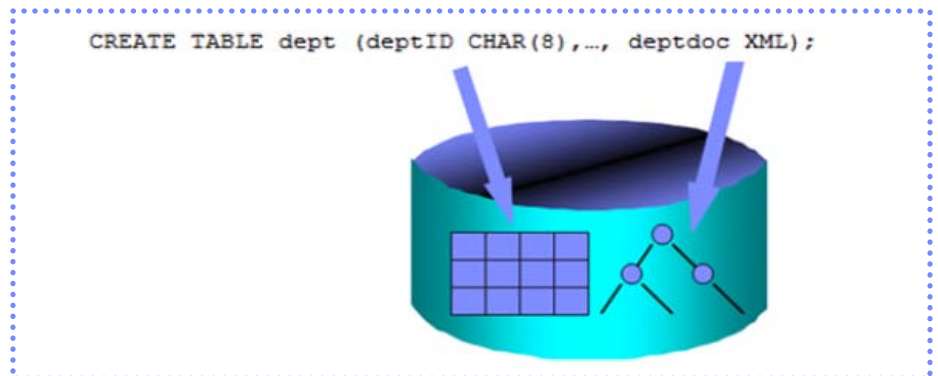 CREATE TABLE dept (deptID CHAR(8),…, deptdoc XML);